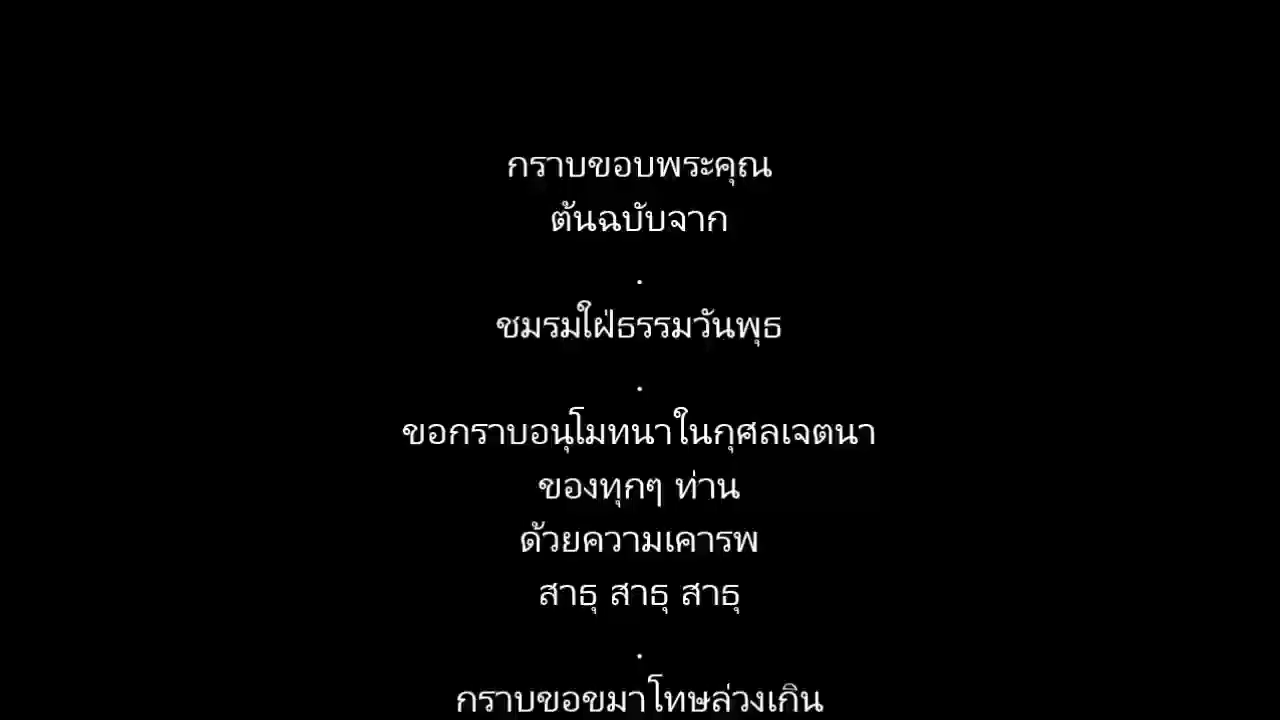 กราบขอบพระคุณ
ต้นฉบับจาก
.
ชมรมใฝ่ธรรมวันพุธ
.
ขอกราบอนุโมทนาในกุศลเจตนา
ของทุกๆ ท่าน
ด้วยความเคารพ
สาธุ สาธุ สาธุ
.
กราบขอขมาโทษล่วงเกิน